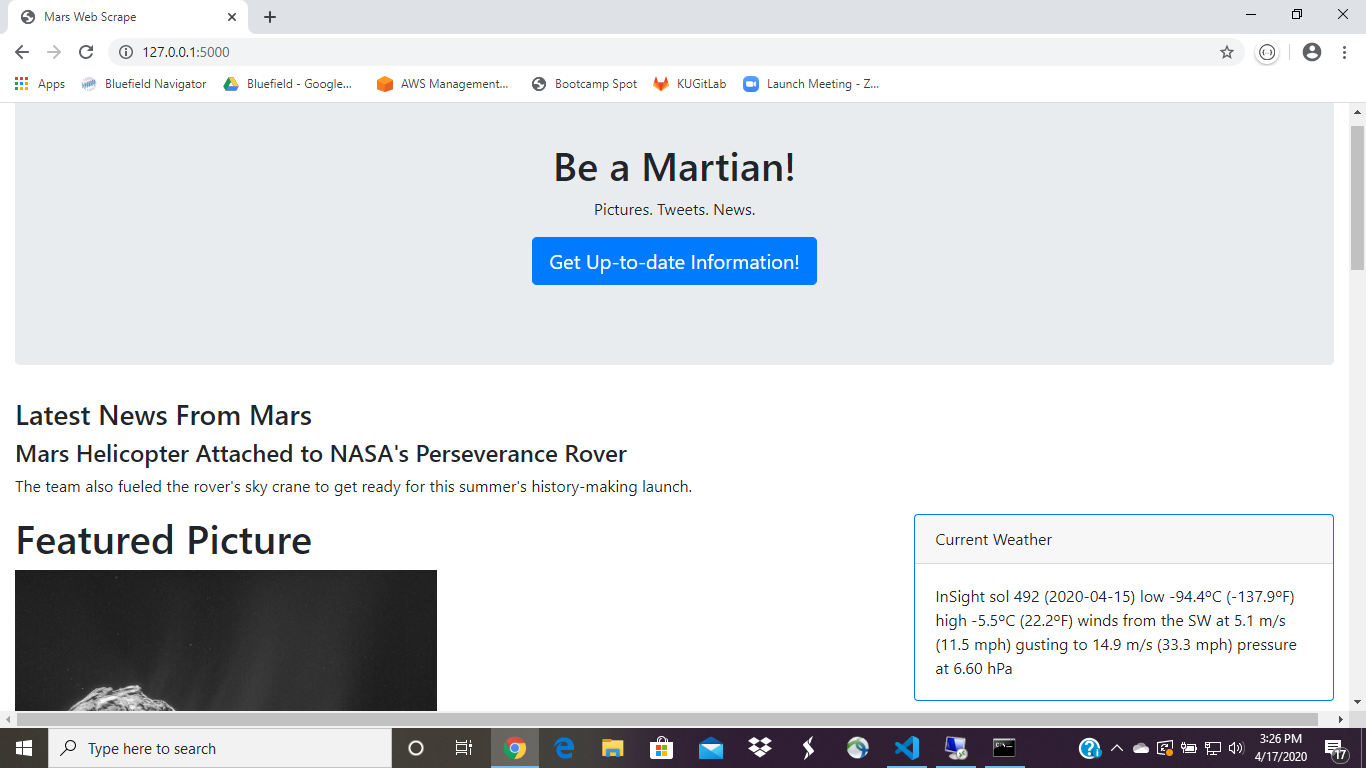 Mars Web Scrape
127.0.0.1:5000
Apps
Bluefield Navigator
Bluefield - Google...
AWS Management...
Bootcamp Spot
KUGitLab
Launch Meeting - Z...
Be a Martian!
Pictures. Tweets. News.
Get Up-to-date Information!
Latest News From Mars
Mars Helicopter Attached to NASA's Perseverance Rover
The team also fueled the rover's sky crane to get ready for this summer's history-making launch.
Featured Picture
Current Weather
InSight sol 492 (2020-04-15) low -94.4ºC (-137.9ºF)
high -5.5ºC (22.2ºF) winds from the SW at 5.1 m/s
(11.5 mph) gusting to 14.9 m/s (33.3 mph) pressure
at 6.60 hPa
Type here to search
3:26 PM
4/17/2020
17